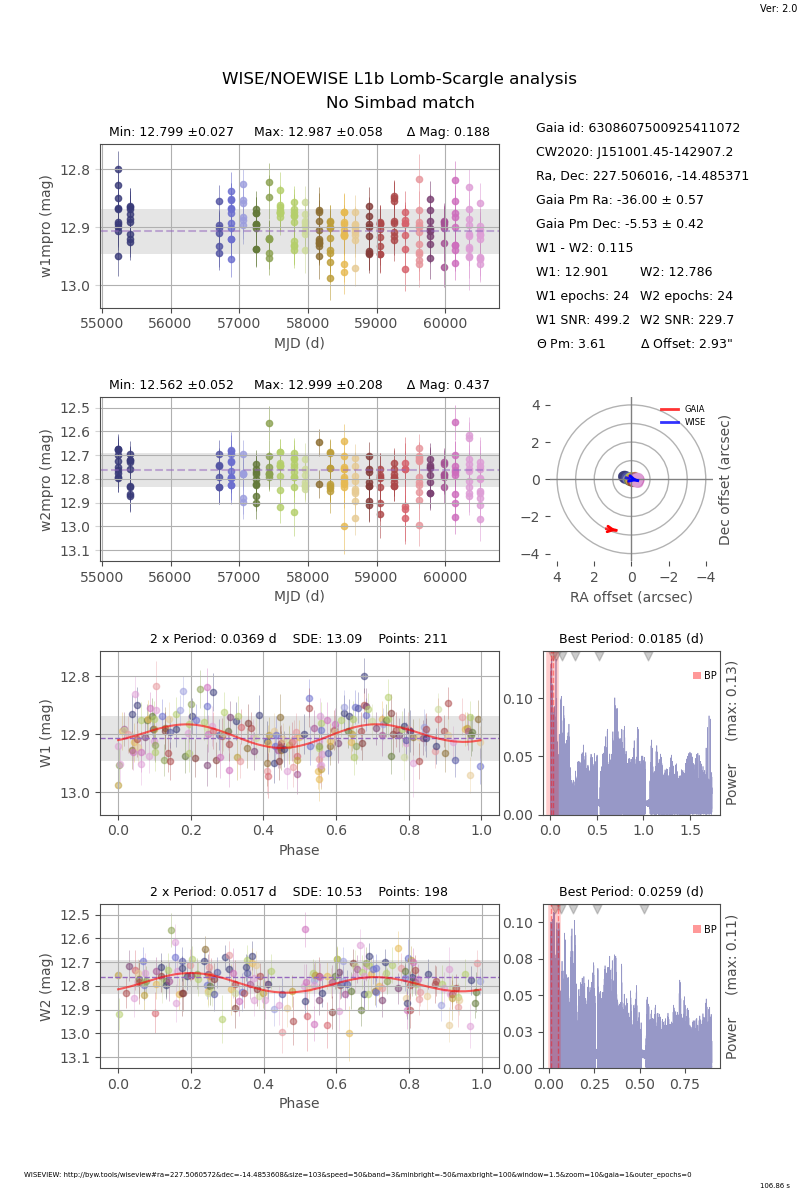 Ver: 2.0
WISE/NOEWISE L1b Lomb-Scargle analysis
No Simbad match
Min: 12.799 ±0.027 Max: 12.987 ±0.058 Δ Mag: 0.188
w1mpro (mag)
12.8
12.9
13.0
55000 56000 57000 58000 59000 60000
MJD (d)
Gaia id: 6308607500925411072
CW2020: J151001.45-142907.2
Ra, Dec: 227.506016, -14.485371
Gaia Pm Ra: -36.00 ± 0.57
Gaia Pm Dec: -5.53 ± 0.42
W1 - W2: 0.115
W1: 12.901 W2: 12.786
W1 epochs: 24 W2 epochs: 24
W1 SNR: 499.2 W2 SNR: 229.7
Θ Pm: 3.61 Δ Offset: 2.93"
Min: 12.562 ±0.052 Max: 12.999 ±0.208 Δ Mag: 0.437
w2mpro (mag)
12.5
12.6
12.7
12.8
12.9
13.0
13.1
55000 56000 57000 58000 59000 60000
MJD (d)
GAIA
WISE
4
2
0
−2
−4
4 2 0 −2 −4
RA offset (arcsec)
Dec offset (arcsec)
2 x Period: 0.0369 d SDE: 13.09 Points: 211
W1 (mag)
12.8
12.9
13.0
0.0 0.2 0.4 0.6 0.8 1.0
Phase
Best Period: 0.0185 (d)
BP
0.10
0.05
0.00
0.0 0.5 1.0 1.5
Power (max: 0.13)
2 x Period: 0.0517 d SDE: 10.53 Points: 198
W2 (mag)
12.5
12.6
12.7
12.8
12.9
13.0
13.1
0.0 0.2 0.4 0.6 0.8 1.0
Phase
Best Period: 0.0259 (d)
BP
0.10
0.08
0.05
0.03
0.00
0.00 0.25 0.50 0.75
Power (max: 0.11)
WISEVIEW: http://byw.tools/wiseview#ra=227.5060572&dec=-14.4853608&size=103&speed=50&band=3&minbright=-50&maxbright=100&window=1.5&zoom=10&gaia=1&outer_epochs=0
106.86 s